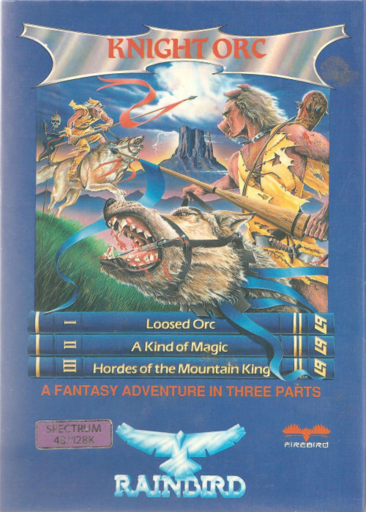 KNIGHT ORC
I
Loosed Orc
II
A Kind of Magic
III
Hordes of the Mountain King
A FANTASY ADVENTURE IN THREE PARTS
SPECTRUM
48/128K
FIREBIRD
RAINBIRD